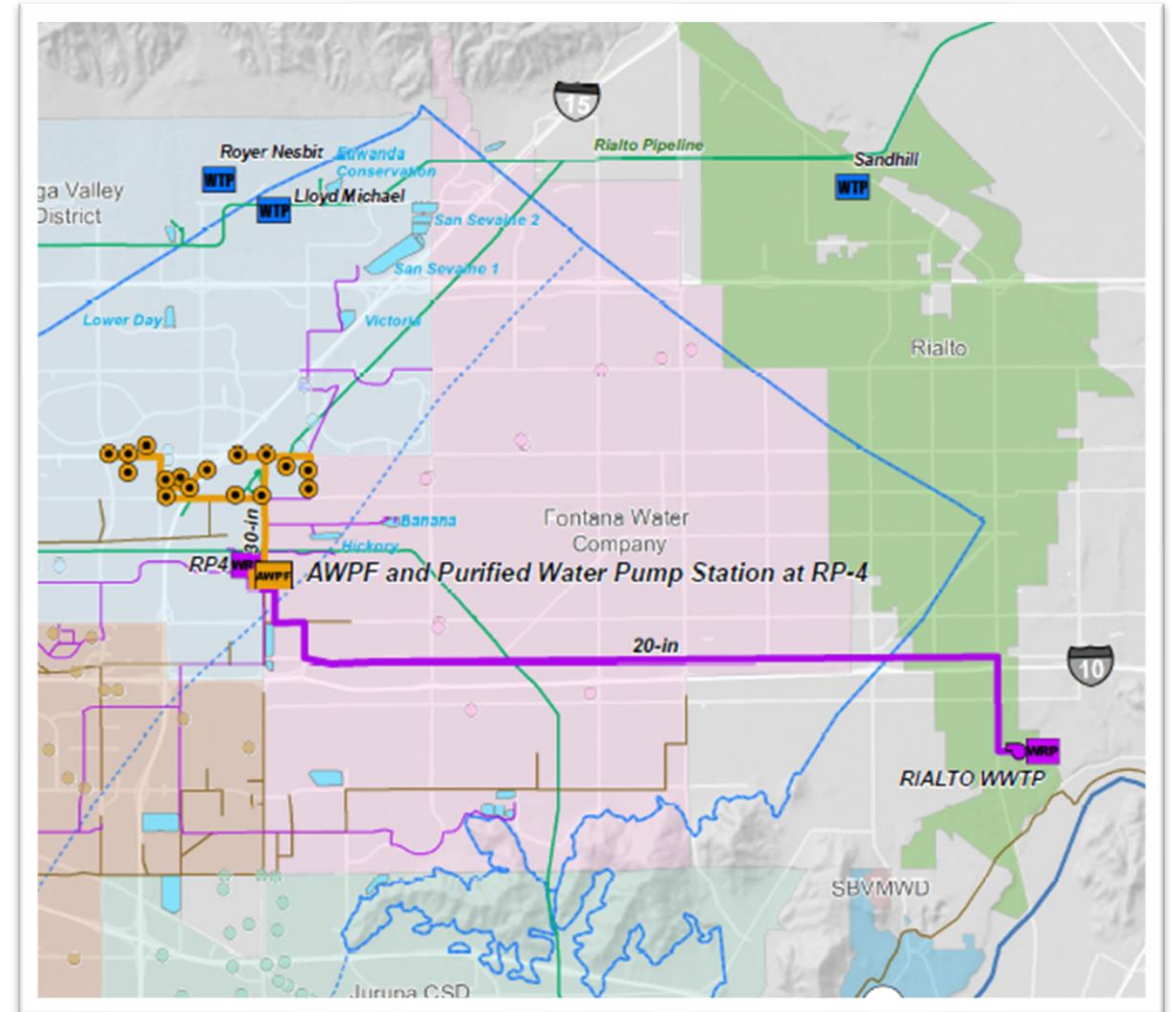 15
Rialto Pipeline
Royer Nesbit
Etiwanda
Conservation
Sandhill
WTP
WTP
ga Valley
District
Lloyd Michael
WTP
San Sevaine 2
San Sevaine 1
Lower Day
Victoria
Rialto
30-in
Banana
Fontana Water
Company
Hickory
RP4
WR
AWPF
AWPF and Purified Water Pump Station at RP-4
20-in
10
WRP
RIALTO WWTP
SBVMWD
Jurupa CSD